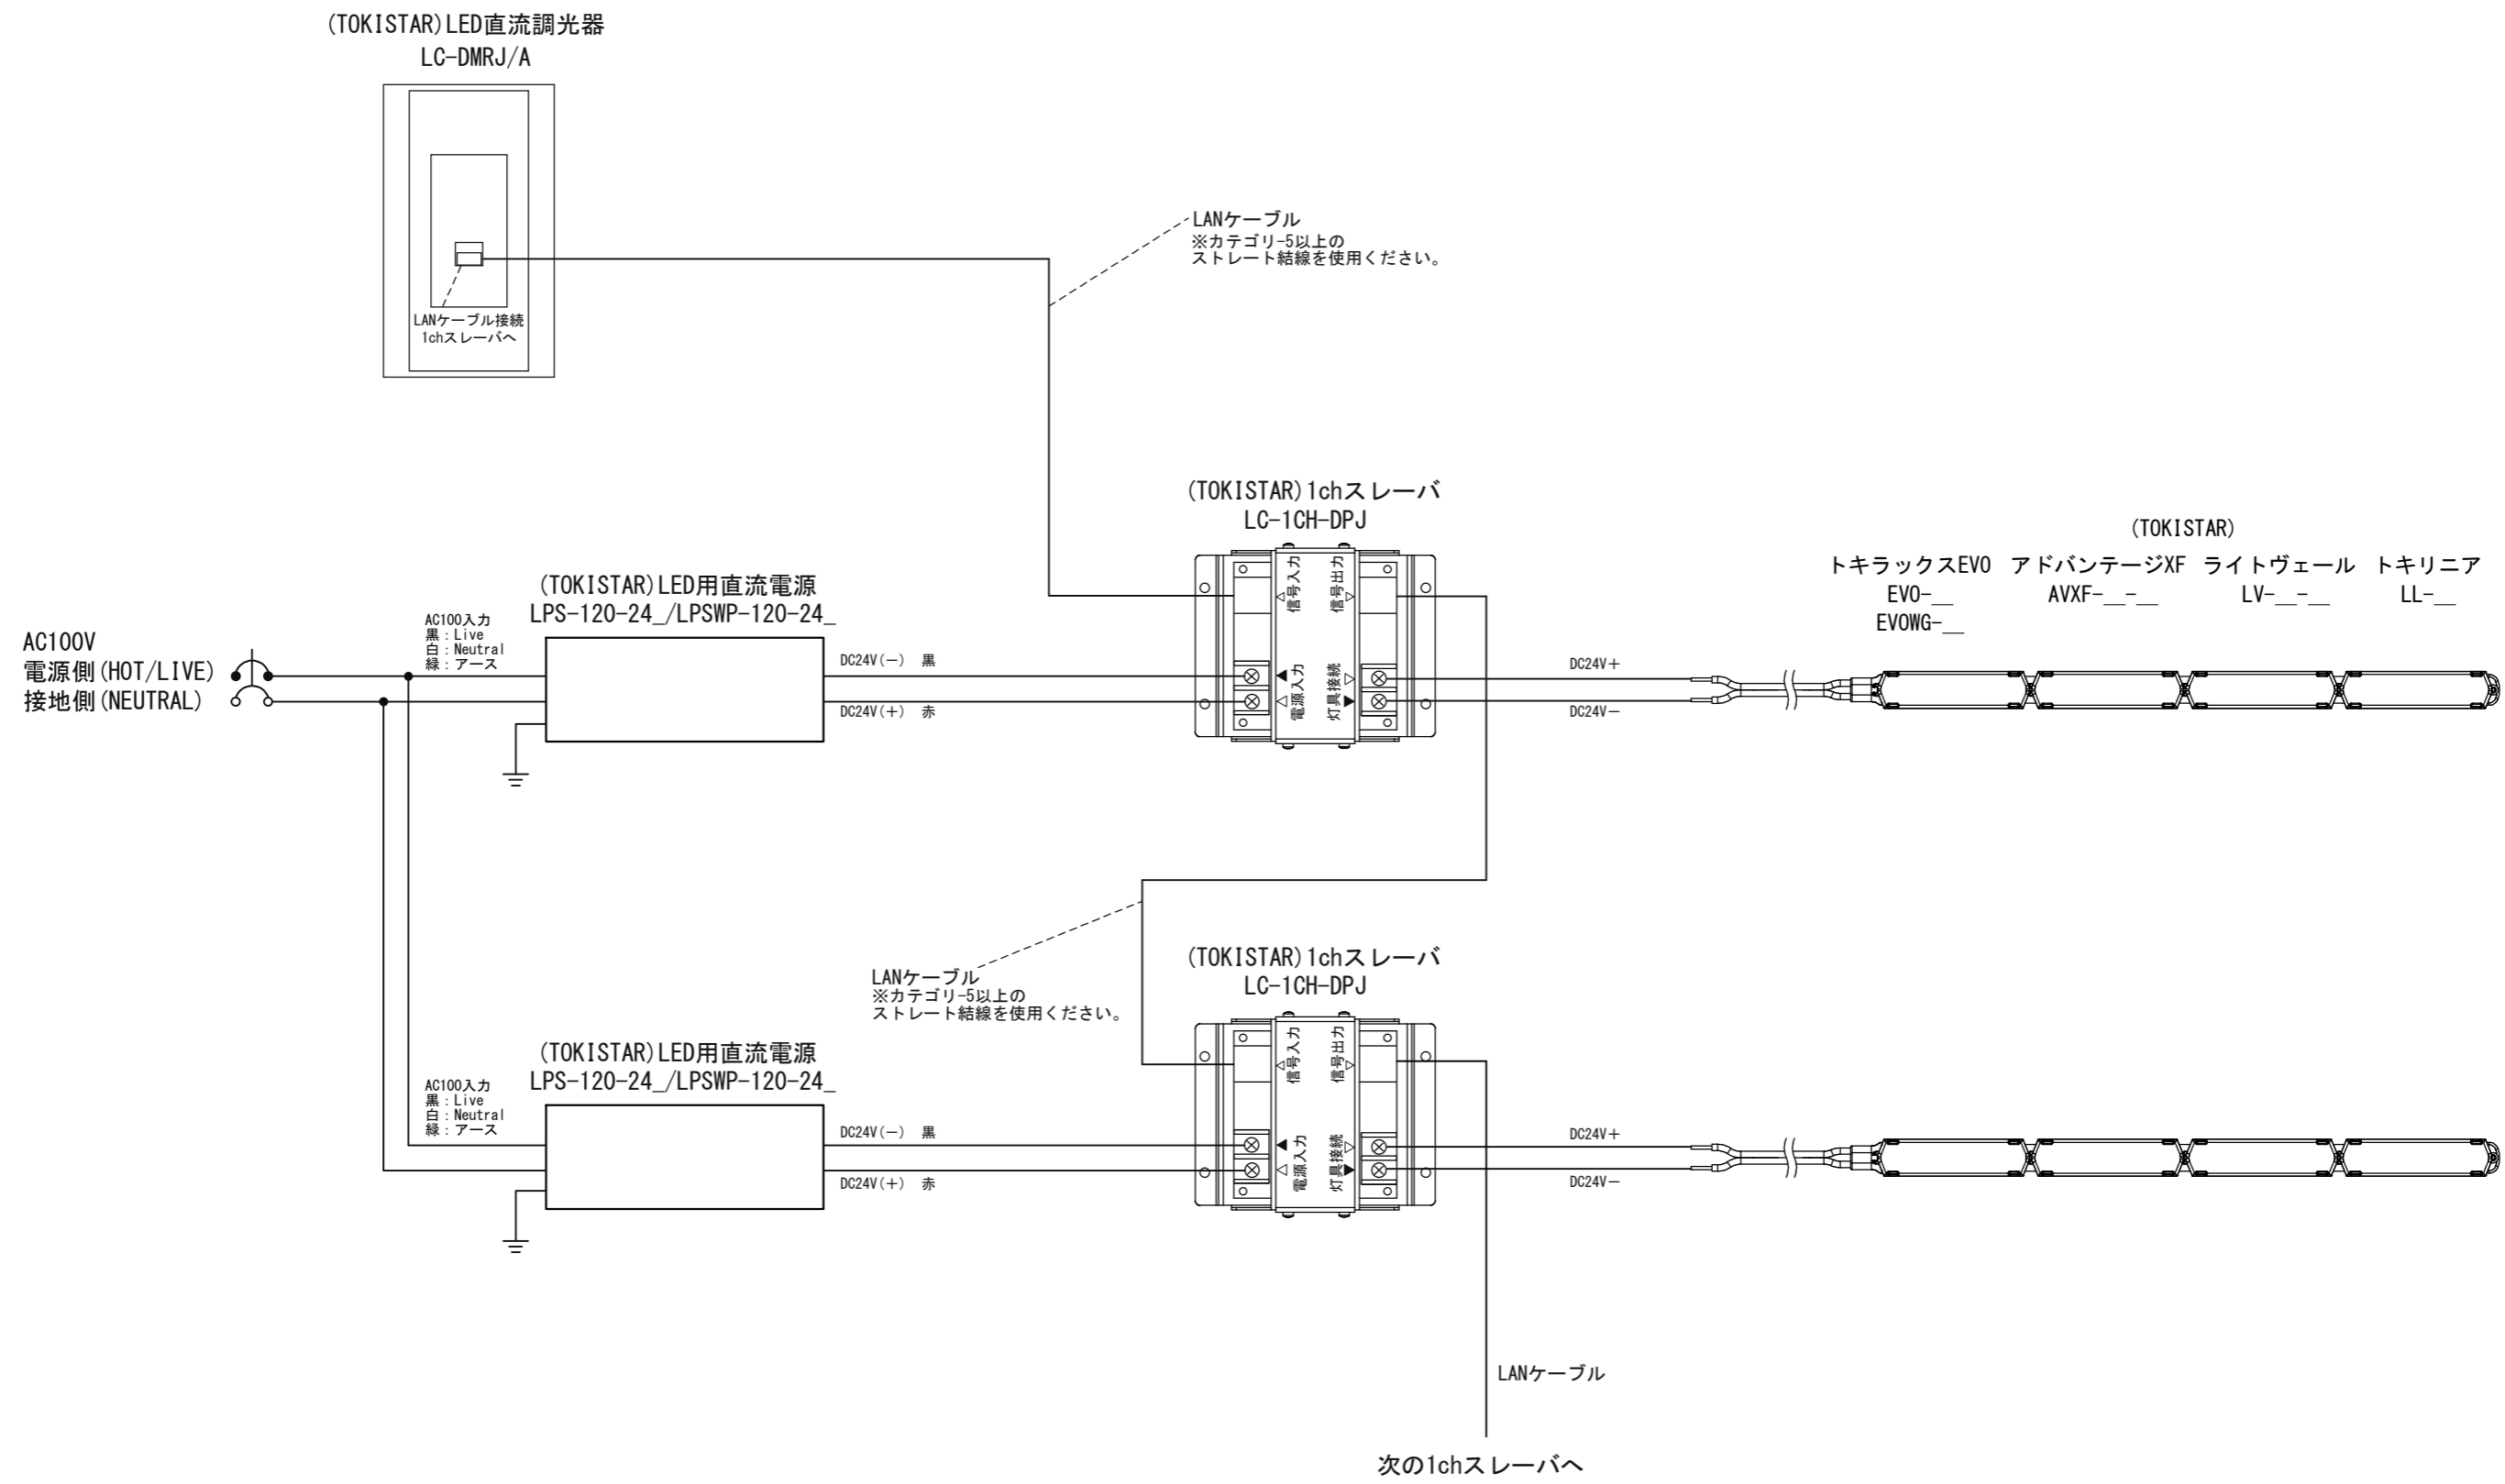 (TOKISTAR)LED直流調光器
LC-DMRJ/A
LANケーブル接続
1chスレーバへ
LANケーブル
※カテゴリ-5以上の
ストレート結線を使用ください。
(TOKISTAR)1chスレーバ
LC-1CH-DPJ
信号入力
信号出力
電源入力
灯具接続
(TOKISTAR)
トキラックスEVO アドバンテージXF ライトヴェール トキリニア
EVO-__ AVXF-__-__ LV-__-__ LL-__
EVOWG-__
(TOKISTAR)LED用直流電源
LPS-120-24_/LPSWP-120-24_
AC100入力
黒：Live
白：Neutral
緑：アース
AC100V
電源側(HOT/LIVE)
接地側(NEUTRAL)
DC24V(−) 黒
DC24V(+) 赤
DC24V+
DC24V−
LANケーブル
※カテゴリ-5以上の
ストレート結線を使用ください。
(TOKISTAR)1chスレーバ
LC-1CH-DPJ
信号入力
信号出力
電源入力
灯具接続
(TOKISTAR)LED用直流電源
LPS-120-24_/LPSWP-120-24_
AC100入力
黒：Live
白：Neutral
緑：アース
DC24V(−) 黒
DC24V(+) 赤
DC24V+
DC24V−
LANケーブル
次の1chスレーバへ